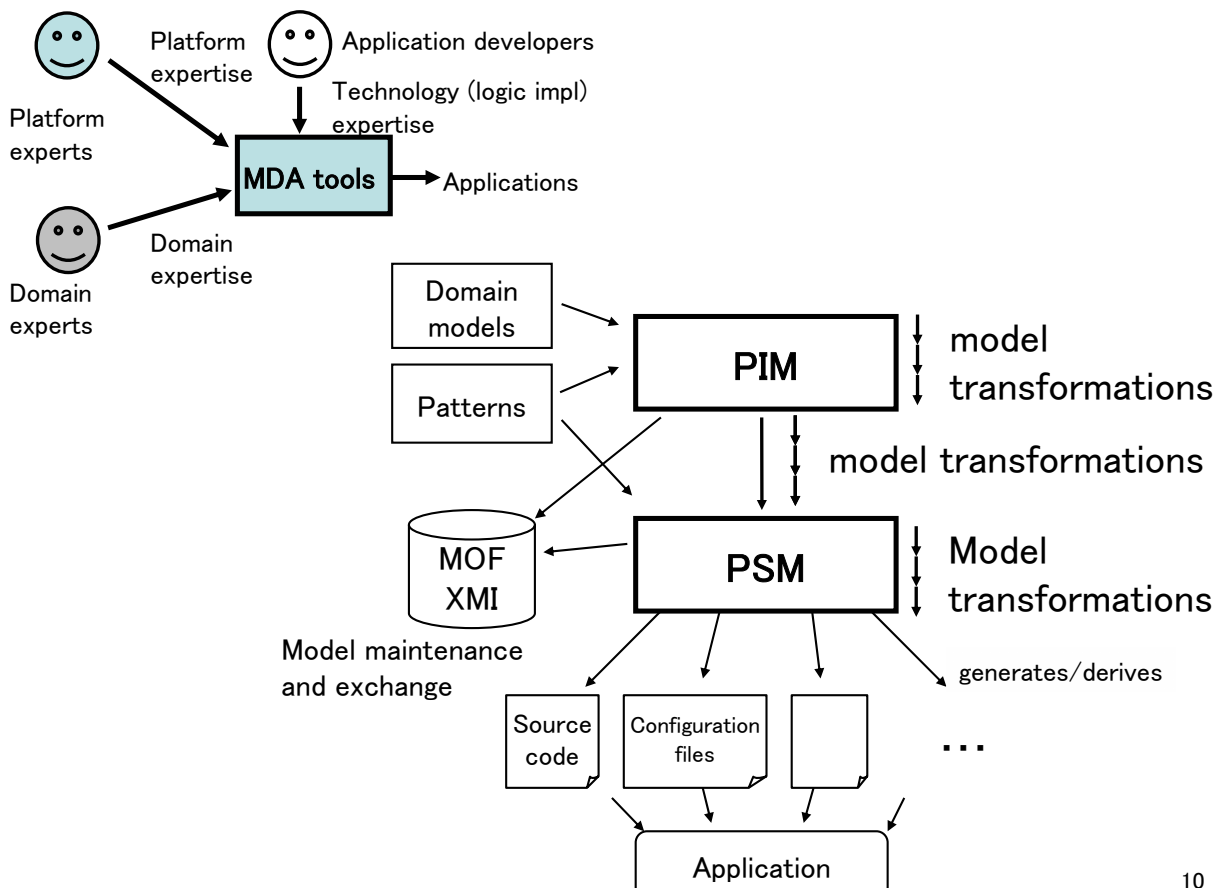 Platform
expertise
Application developers
Technology (logic impl)
expertise
Platform
experts
MDA tools
Applications
Domain
expertise
Domain
experts
Domain
models
Patterns
PIM
model
transformations
model transformations
MOF
XMI
PSM
Model
transformations
Model maintenance
and exchange
generates/derives
Source
code
Configuration
files
...
Application
10